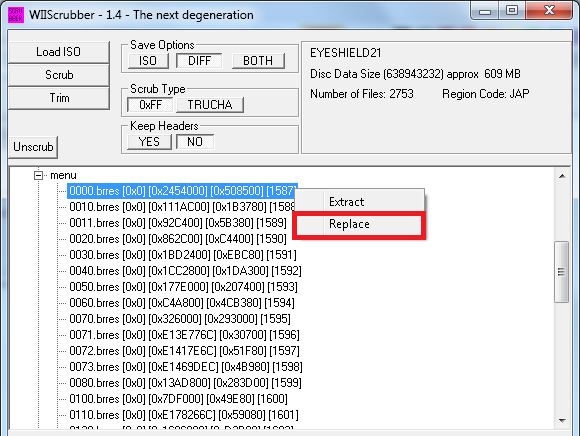 WIIScrubber - 1.4 - The next degeneration
Load ISO
Scrub
Trim
Unscrub
Save Options
ISO DIFF BOTH
Scrub Type
0xFF TRUCHA
Keep Headers
YES NO
EYESHIELD21
Disc Data Size (638943232) approx 609 MB
Number of Files: 2753 Region Code: JAP
menu
0000.brres [0x0] [0x2454000] [0x508500] [1587]
0010.brres [0x0] [0x111AC00] [0x1B3780] [1588
0011.brres [0x0] [0x92C400] [0x5B380] [1589]
0020.brres [0x0] [0x862C00] [0xC4400] [1590]
0030.brres [0x0] [0x1BD2400] [0xEBC80] [1591]
0040.brres [0x0] [0x1CC2800] [0x1DA300] [1592]
0050.brres [0x0] [0x177E000] [0x207400] [1593]
0060.brres [0x0] [0xC4A800] [0x4CB380] [1594]
0070.brres [0x0] [0x326000] [0x293000] [1595]
0071.brres [0x0] [0xE13E776C] [0x30700] [1596]
0072.brres [0x0] [0xE1417E6C] [0x51F80] [1597]
0073.brres [0x0] [0xE1469DEC] [0x4B980] [1598]
0080.brres [0x0] [0x13AD800] [0x283D00] [1599]
0100.brres [0x0] [0x7DF000] [0x49E80] [1600]
0110.brres [0x0] [0xE178266C] [0x59080] [1601]
Extract
Replace